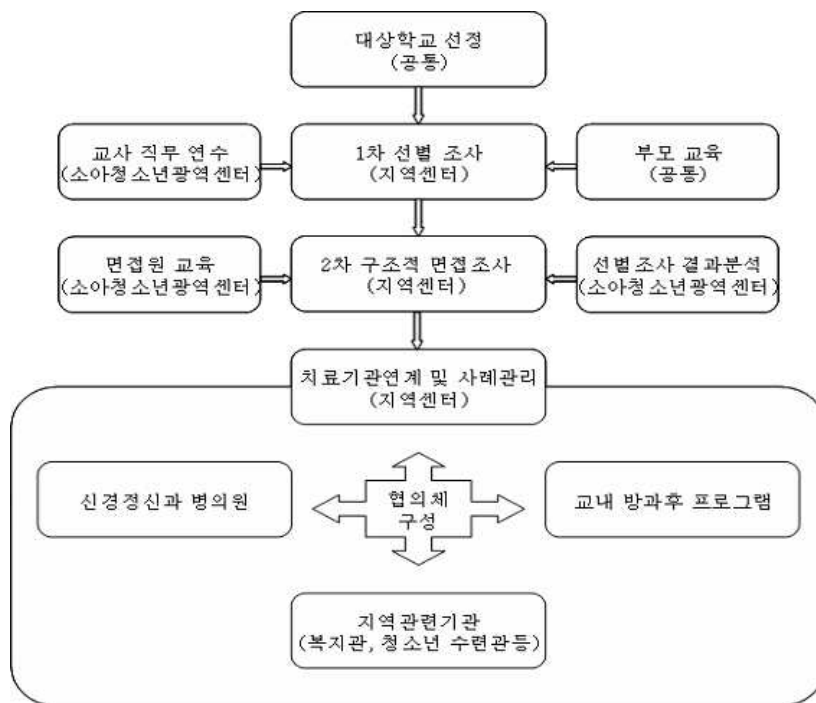 대상학교 선정
(공통)
교사 직무 연수
(소아청소년광역센터)
1차 선별 조사
(지역센터)
부모 교육
(공통)
면접원 교육
(소아청소년광역센터)
2차 구조적 면접조사
(지역센터)
선별조사 결과분석
(소아청소년광역센터)
치료기관연계 및 사례관리
(지역센터)
신경정신과 병의원
협의체
구성
교내 방과후 프로그램
지역관련기관
(복지관, 청소년 수련관등)